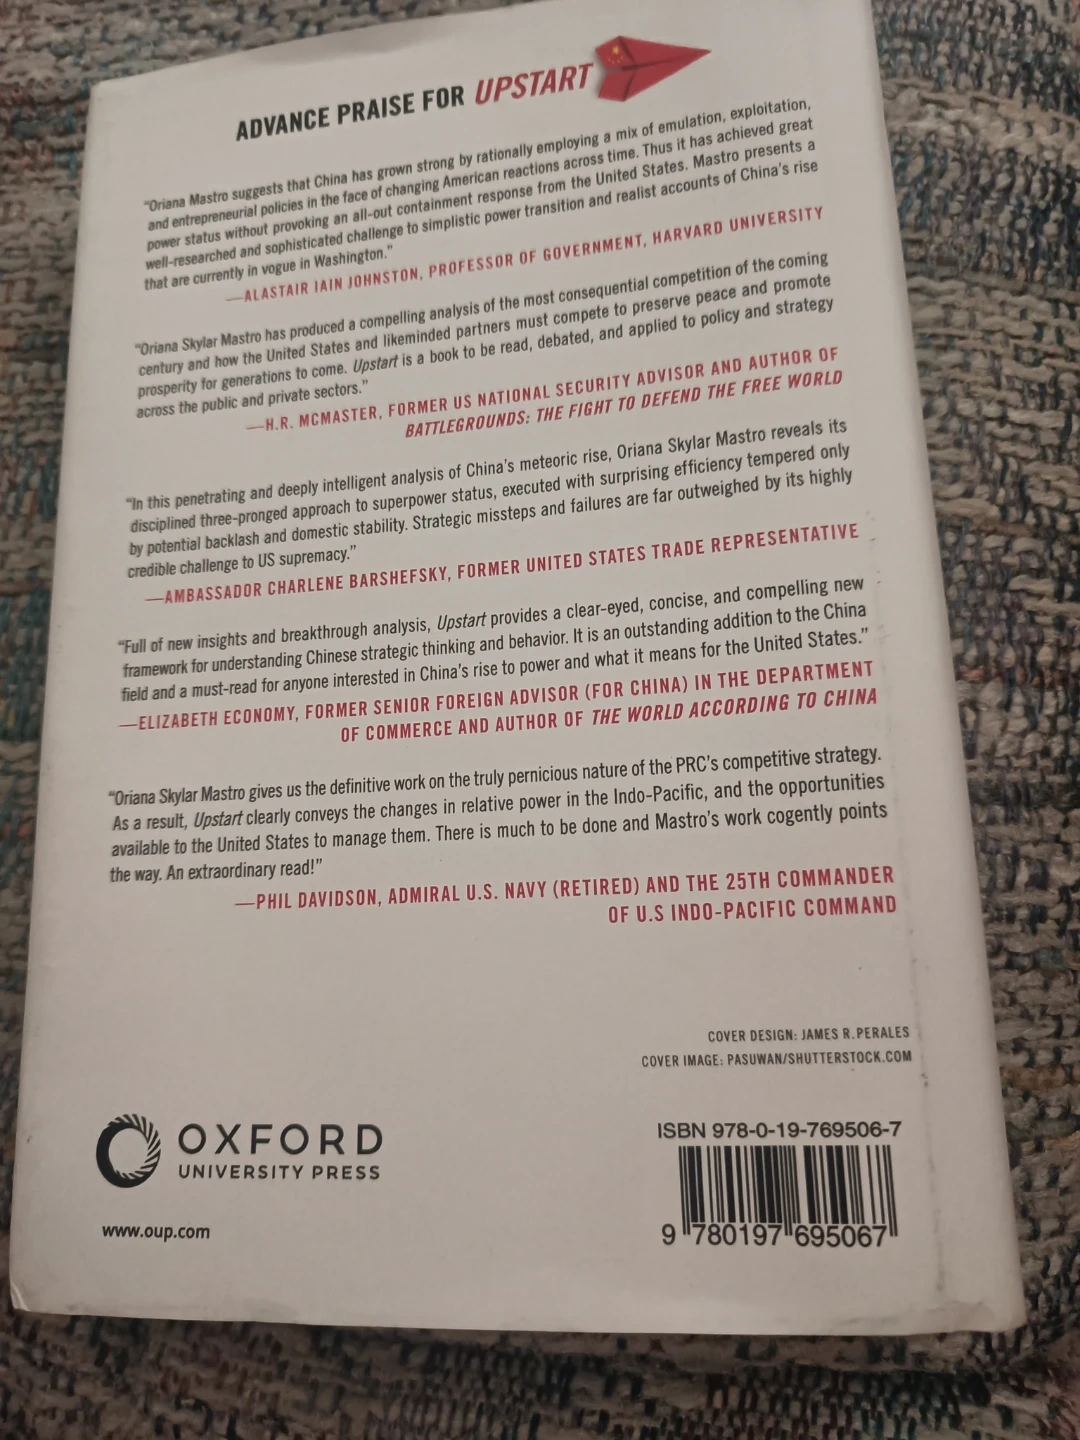 ADVANCE PRAISE FOR UPSTART
"Oriana Mastro suggests that China has grown strong by rationally employing a mix of emulation, exploitation,
and entrepreneurial policies in the face of changing American reactions across time. Thus it has achieved great
power status without provoking an all-out containment response from the United States. Mastro presents a
well-researched and sophisticated challenge to simplistic power transition and realist accounts of China's rise
that are currently in vogue in Washington."
—ALASTAIR IAIN JOHNSTON, PROFESSOR OF GOVERNMENT, HARVARD UNIVERSITY
"Oriana Skylar Mastro has produced a compelling analysis of the most consequential competition of the coming
century and how the United States and likeminded partners must compete to preserve peace and promote
prosperity for generations to come. Upstart is a book to be read, debated, and applied to policy and strategy
across the public and private sectors."
—H.R. MCMASTER, FORMER US NATIONAL SECURITY ADVISOR AND AUTHOR OF
BATTLEGROUNDS: THE FIGHT TO DEFEND THE FREE WORLD
"In this penetrating and deeply intelligent analysis of China's meteoric rise, Oriana Skylar Mastro reveals its
disciplined three-pronged approach to superpower status, executed with surprising efficiency tempered only
by potential backlash and domestic stability. Strategic missteps and failures are far outweighed by its highly
credible challenge to US supremacy."
—AMBASSADOR CHARLENE BARSHEFSKY, FORMER UNITED STATES TRADE REPRESENTATIVE
"Full of new insights and breakthrough analysis, Upstart provides a clear-eyed, concise, and compelling new
framework for understanding Chinese strategic thinking and behavior. It is an outstanding addition to the China
field and a must-read for anyone interested in China's rise to power and what it means for the United States."
—ELIZABETH ECONOMY, FORMER SENIOR FOREIGN ADVISOR (FOR CHINA) IN THE DEPARTMENT
OF COMMERCE AND AUTHOR OF THE WORLD ACCORDING TO CHINA
"Oriana Skylar Mastro gives us the definitive work on the truly pernicious nature of the PRC's competitive strategy.
As a result, Upstart clearly conveys the changes in relative power in the Indo-Pacific, and the opportunities
available to the United States to manage them. There is much to be done and Mastro's work cogently points
the way. An extraordinary read!"
—PHIL DAVIDSON, ADMIRAL U.S. NAVY (RETIRED) AND THE 25TH COMMANDER
OF U.S INDO-PACIFIC COMMAND
COVER DESIGN: JAMES R.PERALES
COVER IMAGE: PASUWAN/SHUTTERSTOCK.COM
OXFORD
UNIVERSITY PRESS
www.oup.com
ISBN 978-0-19-769506-7
9 780197 695067